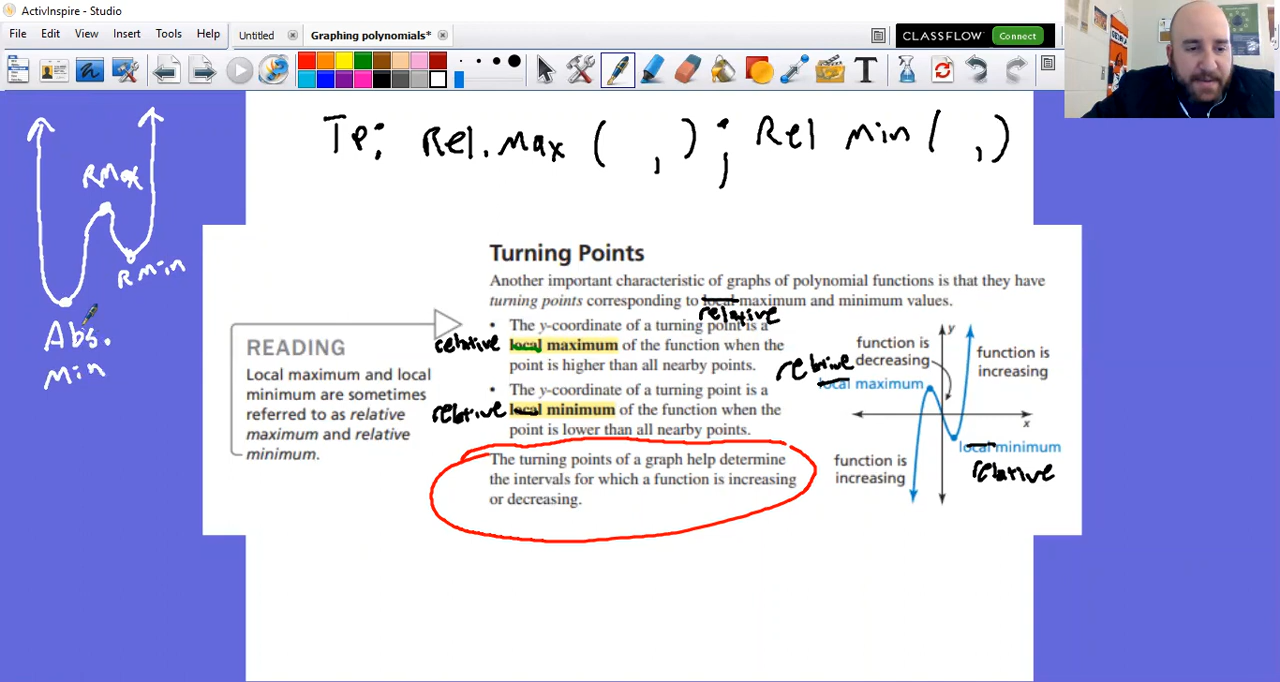 ActivInspire - Studio
File Edit View Insert Tools Help
Untitled
Graphing polynomials*
CLASSFLOW Connect
TP: Rel. Max ( , ) ; Rel Min ( , )
R Max
R Min
Abs.
Min
Turning Points
Another important characteristic of graphs of polynomial functions is that they have
turning points corresponding to local maximum and minimum values.
relative
• The y-coordinate of a turning point is a
relative local maximum of the function when the
point is higher than all nearby points.
• The y-coordinate of a turning point is a
relative local minimum of the function when the
point is lower than all nearby points.
The turning points of a graph help determine
the intervals for which a function is increasing
or decreasing.
READING
Local maximum and local
minimum are sometimes
referred to as relative
maximum and relative
minimum.
function is
decreasing
relative
local maximum
y
function is
increasing
x
local minimum
relative
function is
increasing